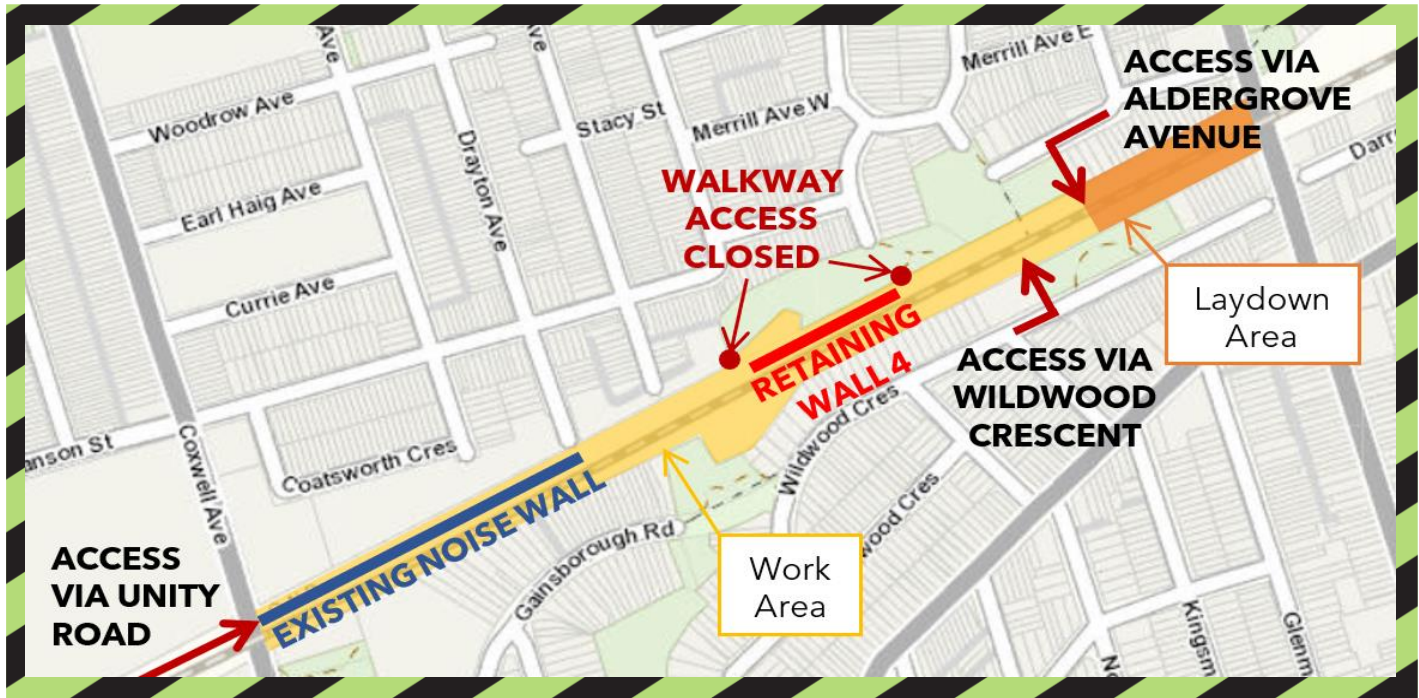 Ave
Ave
Woodrow Ave
Stacy St
Drayton Ave
Earl Haig Ave
Currie Ave
Merrill Ave W
Merrill Ave E
ACCESS VIA
ALDERGROVE
AVENUE
WALKWAY
ACCESS
CLOSED
Laydown
Area
RETAINING
WALL 4
ACCESS VIA
WILDWOOD
CRESCENT
Wildwood Cres
Coxwell Ave
Coatsworth Cres
EXISTING NOISE WALL
Gainsborough Rd
Work
Area
ACCESS
VIA UNITY
ROAD